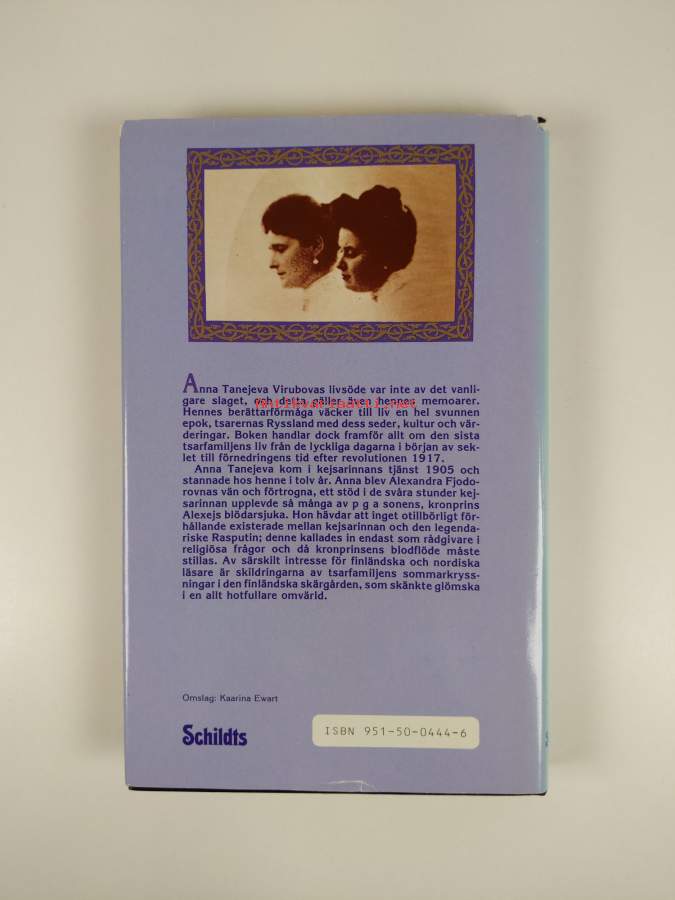 Anna Tanejeva Virubovas livsöde var inte av det vanli-
gare slaget, och detta gäller även hennes memoarer.
antikvariaatti.net
Hennes berättarförmåga väcker till liv en hel svunnen
epok, tsarernas Ryssland med dess seder, kultur och vär-
deringar. Boken handlar dock framför allt om den sista
tsarfamiljens liv från de lyckliga dagarna i början av sek-
let till förnedringens tid efter revolutionen 1917.
Anna Tanejeva kom i kejsarinnans tjänst 1905 och
stannade hos henne i tolv år. Anna blev Alexandra Fjodo-
rovnas vän och förtrogna, ett stöd i de svåra stunder kej-
sarinnan upplevde så många av p g a sonens, kronprins
Alexejs blödarsjuka. Hon hävdar att inget otillbörligt för-
hållande existerade mellan kejsarinnan och den legenda-
riske Rasputin; denne kallades in endast som rådgivare i
religiösa frågor och då kronprinsens blodflöde måste
stillas. Av särskilt intresse för finländska och nordiska
läsare är skildringarna av tsarfamiljens sommarkryss-
ningar i den finländska skärgården, som skänkte glömska
i en allt hotfullare omvärld.
Omslag: Kaarina Ewart
Schildts
ISBN 951-50-0444-6